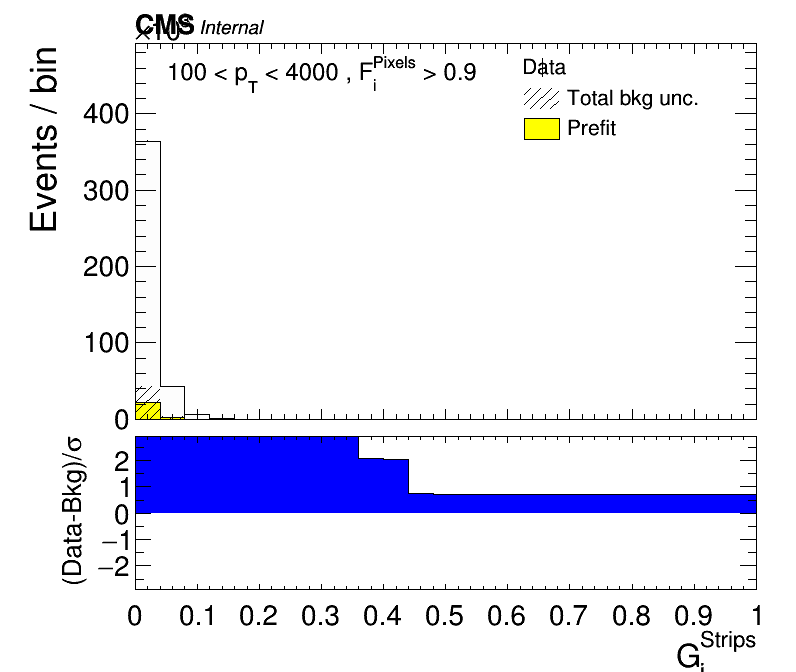 CMS Internal
100 < p_T < 4000 , F_i^Pixels > 0.9
Data
Total bkg unc.
Prefit
Events / bin
400
300
200
100
0
(Data-Bkg)/σ
2
1
0
−1
−2
0 0.1 0.2 0.3 0.4 0.5 0.6 0.7 0.8 0.9 1
G_i^Strips